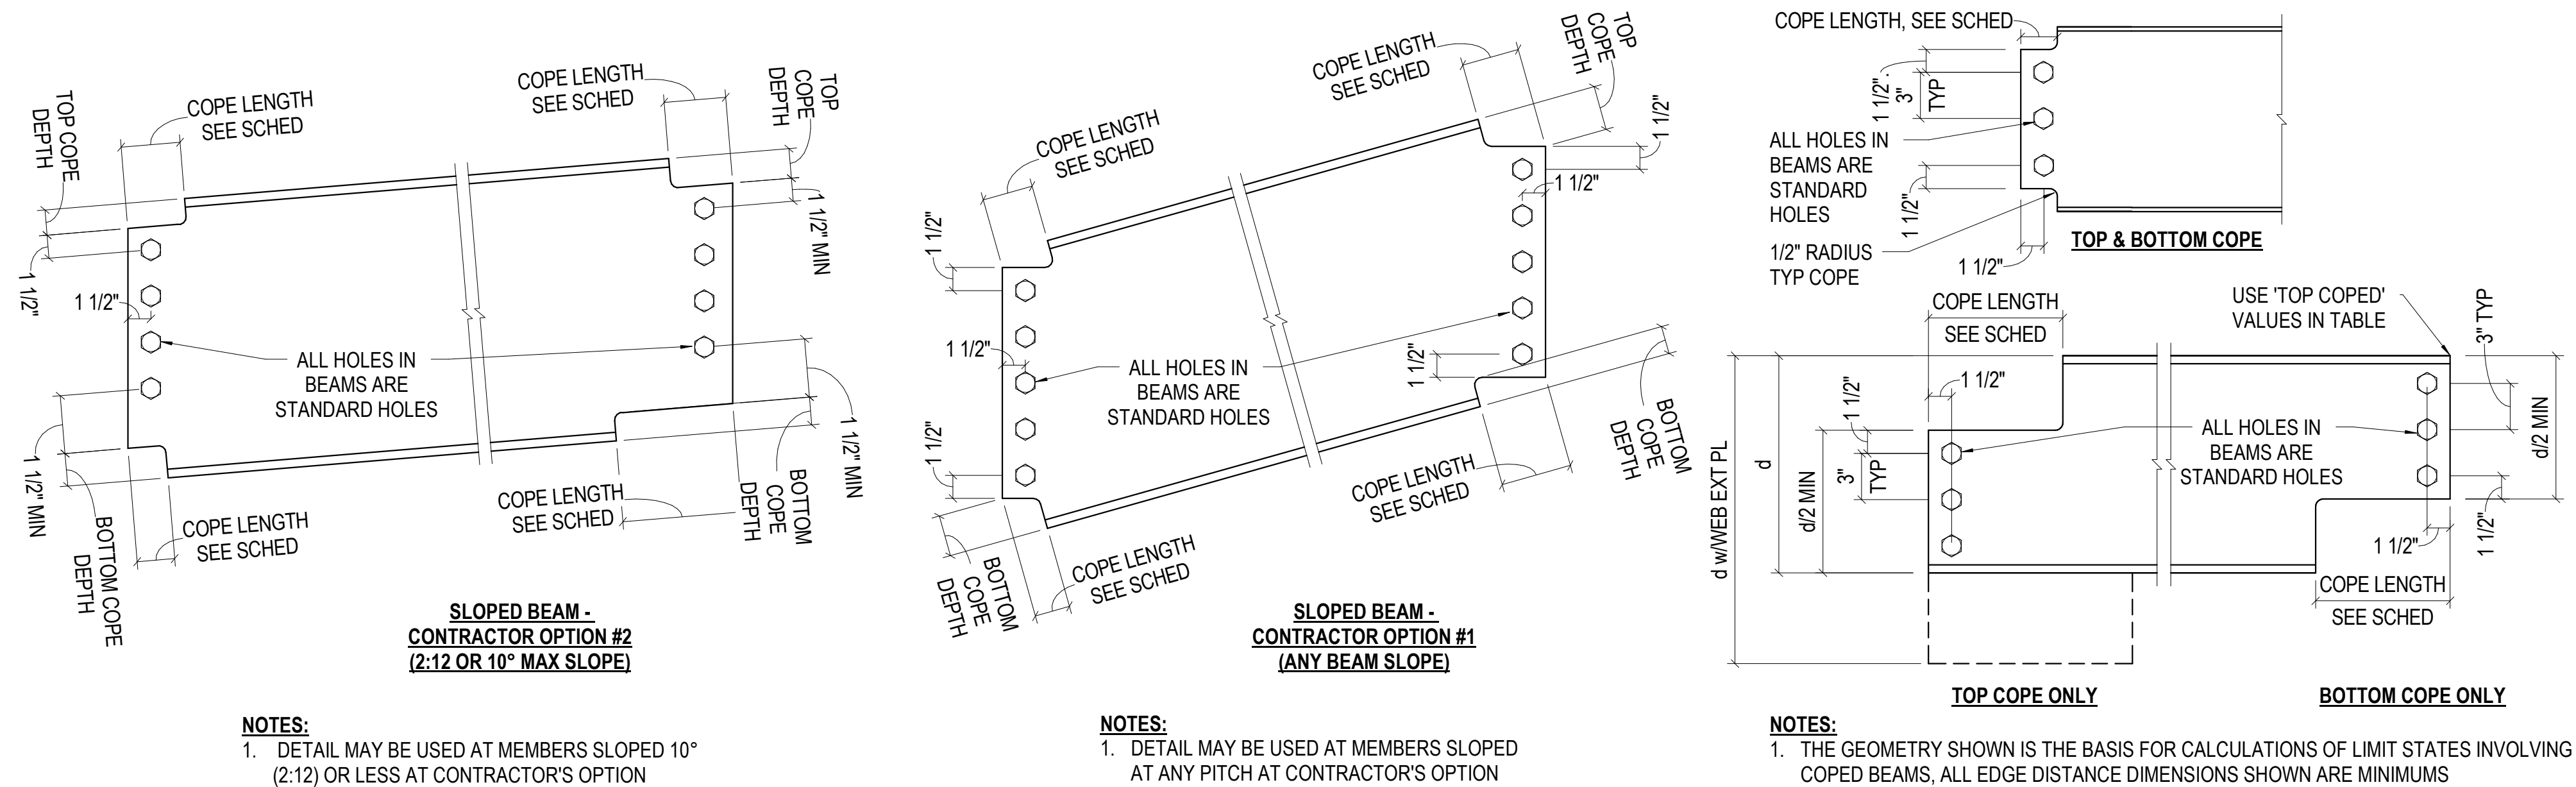 TOP COPE
DEPTH
COPE LENGTH
SEE SCHED
COPE LENGTH
SEE SCHED
TOP
COPE
DEPTH
1 1/2"
1 1/2"
1 1/2" MIN
ALL HOLES IN
BEAMS ARE
STANDARD HOLES
1 1/2" MIN
BOTTOM COPE
DEPTH
COPE LENGTH
SEE SCHED
COPE LENGTH
SEE SCHED
BOTTOM
COPE
DEPTH
1 1/2" MIN
SLOPED BEAM -
CONTRACTOR OPTION #2
(2:12 OR 10° MAX SLOPE)
NOTES:
1. DETAIL MAY BE USED AT MEMBERS SLOPED 10°
(2:12) OR LESS AT CONTRACTOR'S OPTION
COPE LENGTH
SEE SCHED
COPE LENGTH
SEE SCHED
TOP
COPE
DEPTH
1 1/2"
1 1/2"
1 1/2"
1 1/2"
ALL HOLES IN
BEAMS ARE
STANDARD HOLES
1 1/2"
1 1/2"
BOTTOM
COPE
DEPTH
COPE LENGTH
SEE SCHED
COPE LENGTH
SEE SCHED
BOTTOM
COPE
DEPTH
SLOPED BEAM -
CONTRACTOR OPTION #1
(ANY BEAM SLOPE)
NOTES:
1. DETAIL MAY BE USED AT MEMBERS SLOPED
AT ANY PITCH AT CONTRACTOR'S OPTION
COPE LENGTH, SEE SCHED
1 1/2"
3"
TYP
ALL HOLES IN
BEAMS ARE
STANDARD
HOLES
1 1/2"
1/2" RADIUS
TYP COPE
1 1/2"
TOP & BOTTOM COPE
COPE LENGTH
SEE SCHED
USE 'TOP COPED'
VALUES IN TABLE
3" TYP
1 1/2"
1 1/2"
3"
TYP
d/2 MIN
d
d w/WEB EXT PL
ALL HOLES IN
BEAMS ARE
STANDARD HOLES
d/2 MIN
1 1/2"
1 1/2"
COPE LENGTH
SEE SCHED
TOP COPE ONLY
BOTTOM COPE ONLY
NOTES:
1. THE GEOMETRY SHOWN IS THE BASIS FOR CALCULATIONS OF LIMIT STATES INVOLVING
COPED BEAMS, ALL EDGE DISTANCE DIMENSIONS SHOWN ARE MINIMUMS